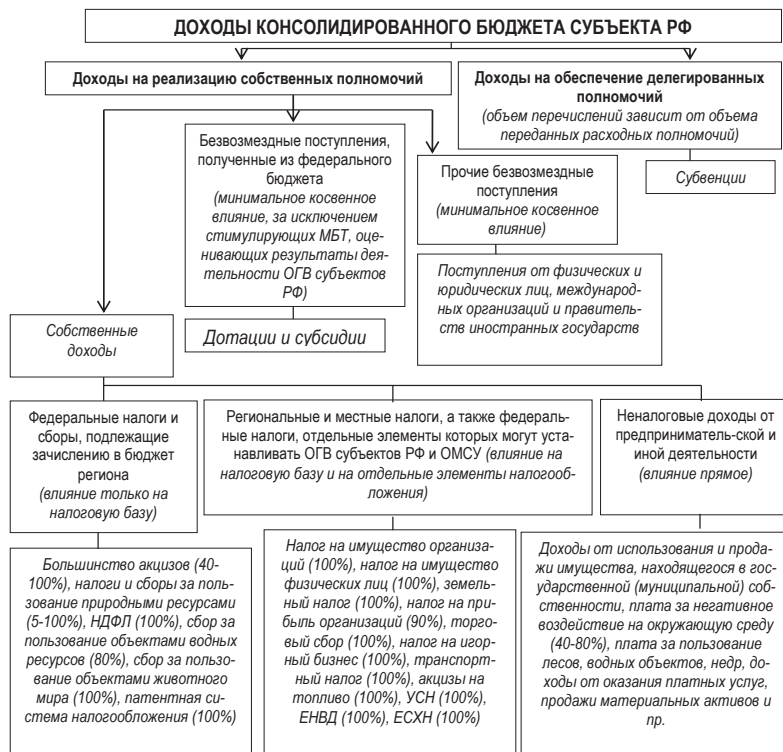 ДОХОДЫ КОНСОЛИДИРОВАННОГО БЮДЖЕТА СУБЪЕКТА РФ
Доходы на реализацию собственных полномочий
Доходы на обеспечение делегированных
полномочий
(объем перечислений зависит от объема
переданных расходных полномочий)
Субвенции
Безвозмездные поступления,
полученные из федерального
бюджета
(минимальное косвенное
влияние, за исключением
стимулирующих МБТ, оце-
нивающих результаты дея-
тельности ОГВ субъектов
РФ)
Дотации и субсидии
Прочие безвозмездные
поступления
(минимальное косвенное
влияние)
Поступления от физических и
юридических лиц, международ-
ных организаций и правитель-
ств иностранных государств
Собственные
доходы
Федеральные налоги и
сборы, подлежащие
зачислению в бюджет
региона
(влияние только на
налоговую базу)
Региональные и местные налоги, а также федераль-
ные налоги, отдельные элементы которых могут уста-
навливать ОГВ субъектов РФ и ОМСУ (влияние на
налоговую базу и на отдельные элементы налогооб-
ложения)
Неналоговые доходы от
предприниматель-ской и
иной деятельности
(влияние прямое)
Большинство акцизов (40-
100%), налоги и сборы за поль-
зование природными ресурсами
(5-100%), НДФЛ (100%), сбор за
пользование объектами водных
ресурсов (80%), сбор за пользо-
вание объектами животного
мира (100%), патентная сис-
тема налогообложения (100%)
Налог на имущество организа-
ций (100%), налог на имущество
физических лиц (100%), земель-
ный налог (100%), налог на при-
быль организаций (90%), торго-
вый сбор (100%), налог на игор-
ный бизнес (100%), транспорт-
ный налог (100%), акцизы на
топливо (100%), УСН (100%),
ЕНВД (100%), ЕСХН (100%)
Доходы от использования и прода-
жи имущества, находящегося в гос-
ударственной (муниципальной) соб-
ственности, плата за негативное
воздействие на окружающую среду
(40-80%), плата за пользование
лесов, водных объектов, недр, до-
ходы от оказания платных услуг,
продажи материальных активов и
пр.